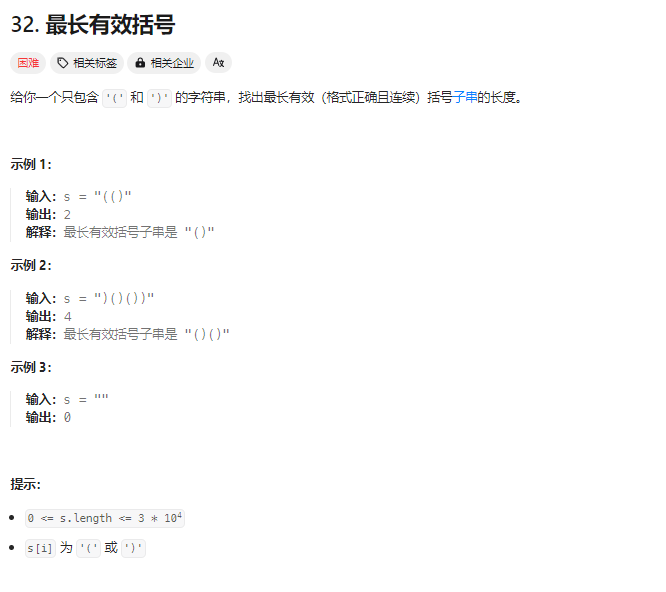 32. 最长有效括号
困难 相关标签 相关企业 Aズ
给你一个只包含 '(' 和 ')' 的字符串，找出最长有效（格式正确且连续）括号子串的长度。
示例 1：
输入：s = "(()"
输出：2
解释：最长有效括号子串是 "()"
示例 2：
输入：s = ")()())"
输出：4
解释：最长有效括号子串是 "()()"
示例 3：
输入：s = ""
输出：0
提示：
0 <= s.length <= 3 * 10⁴
s[i] 为 '(' 或 ')'